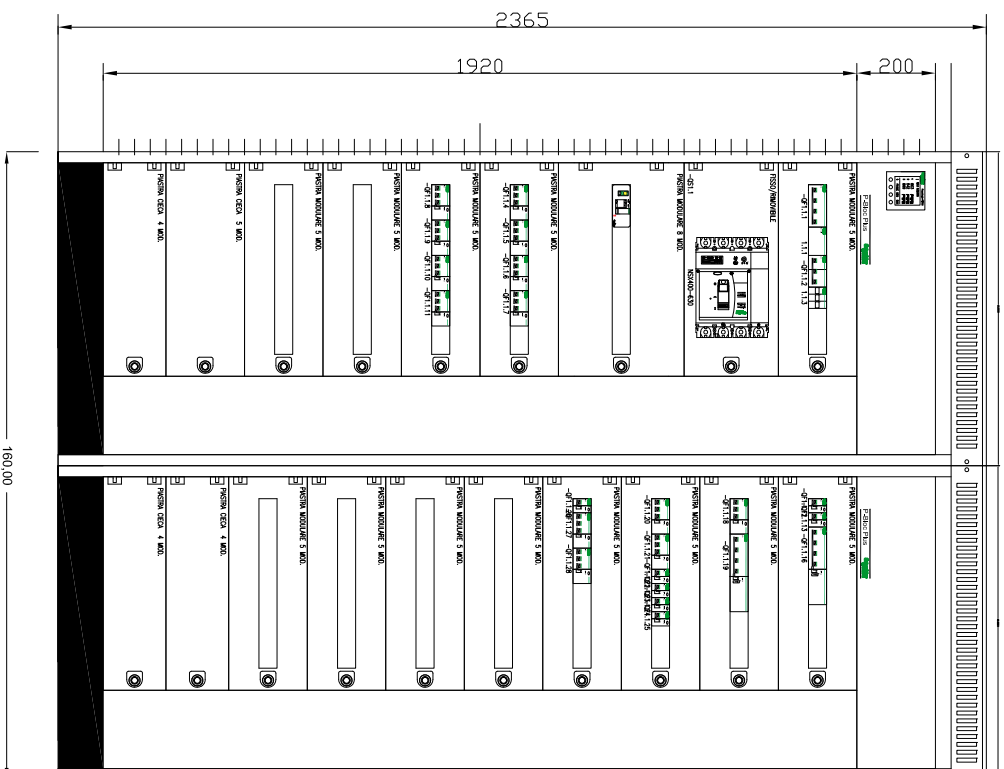 2365
1920
200
160,00
P-Bloc Plus
PIASTRA MODULARE 5 MOD.
-QF1.1.1
1.1.1
-QF1.1.2
1.1.3
FISSO/RIMOVIBILE
-QS1.1
NSX400-630
PIASTRA MODULARE 8 MOD.
PIASTRA MODULARE 5 MOD.
-QF1.1.4
-QF1.1.5
-QF1.1.6
-QF1.1.7
PIASTRA MODULARE 5 MOD.
-QF1.1.8
-QF1.1.9
-QF1.1.10
-QF1.1.11
PIASTRA MODULARE 5 MOD.
PIASTRA MODULARE 5 MOD.
PIASTRA CIECA 5 MOD.
PIASTRA CIECA 4 MOD.
P-Bloc Plus
PIASTRA MODULARE 5 MOD.
-QF1.1.16
PIASTRA MODULARE 5 MOD.
-QF1.1.18
-QF1.1.19
PIASTRA MODULARE 5 MOD.
-QF1.1.20
-QF1.1.21
PIASTRA MODULARE 5 MOD.
-QF1.1.28
PIASTRA MODULARE 5 MOD.
PIASTRA MODULARE 5 MOD.
PIASTRA MODULARE 5 MOD.
PIASTRA MODULARE 5 MOD.
PIASTRA CIECA 4 MOD.
PIASTRA CIECA 4 MOD.